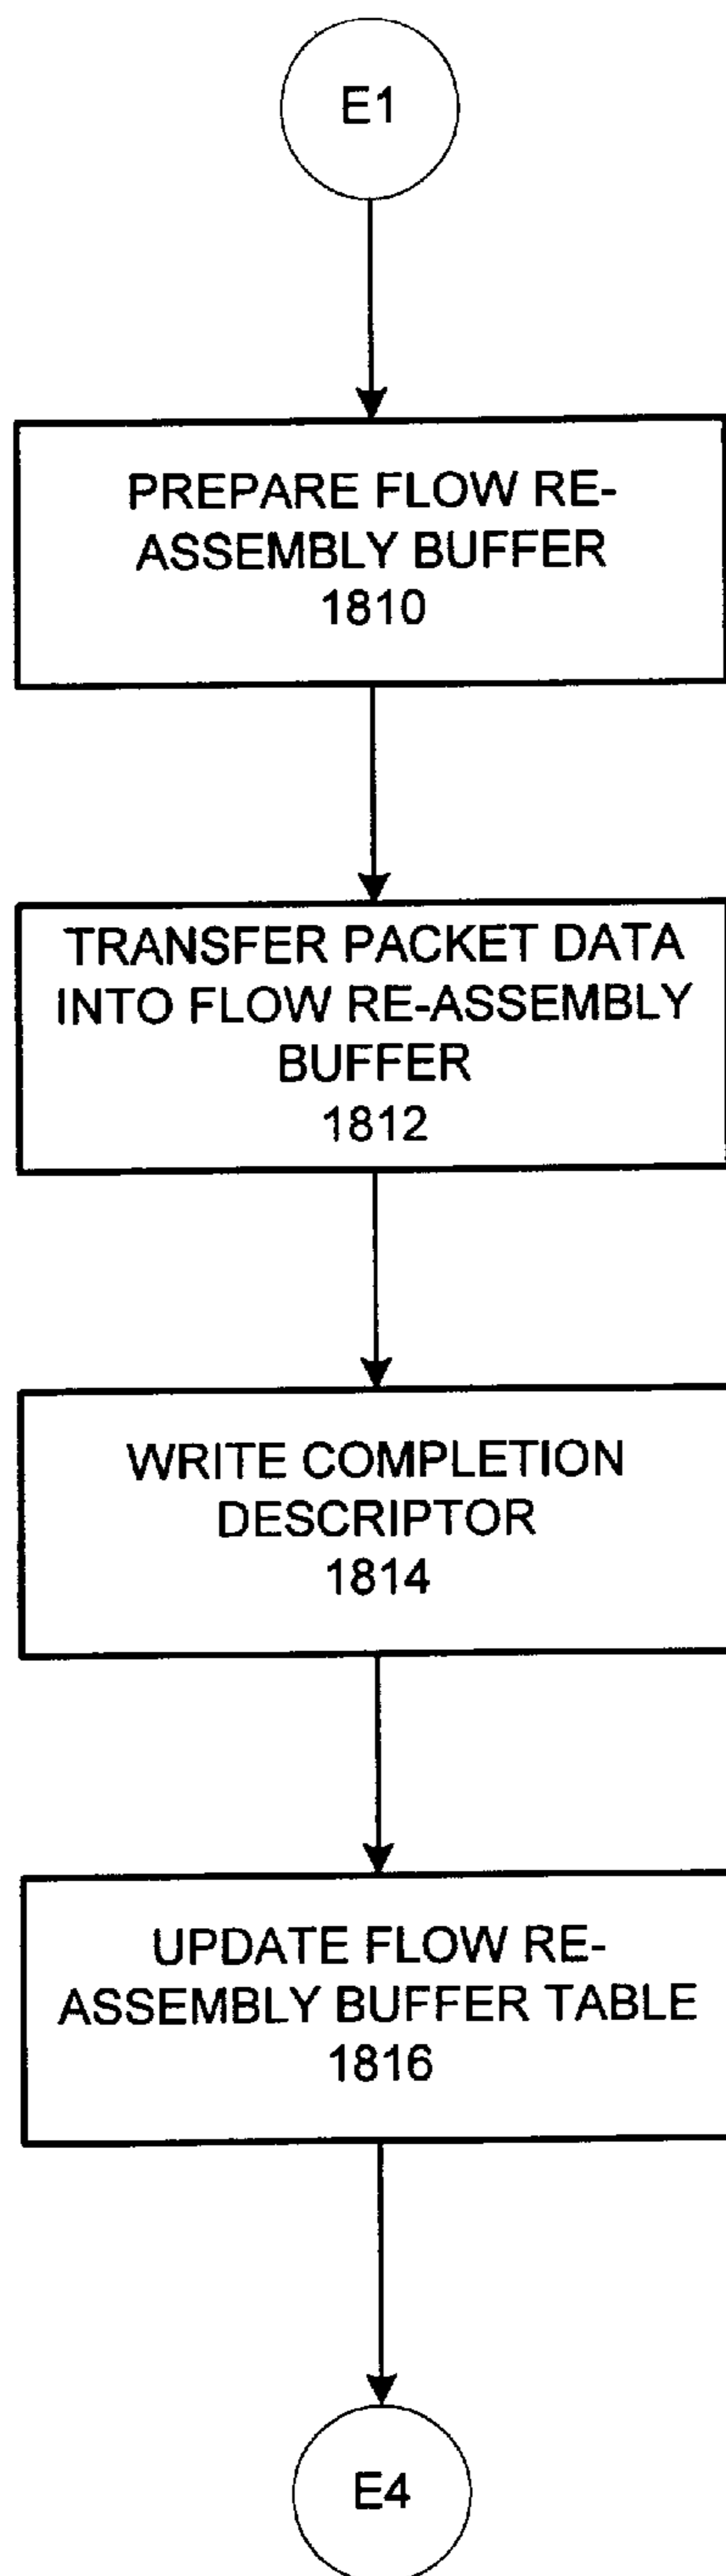 E1
PREPARE FLOW RE-
ASSEMBLY BUFFER
1810
TRANSFER PACKET DATA
INTO FLOW RE-ASSEMBLY
BUFFER
1812
WRITE COMPLETION
DESCRIPTOR
1814
UPDATE FLOW RE-
ASSEMBLY BUFFER TABLE
1816
E4